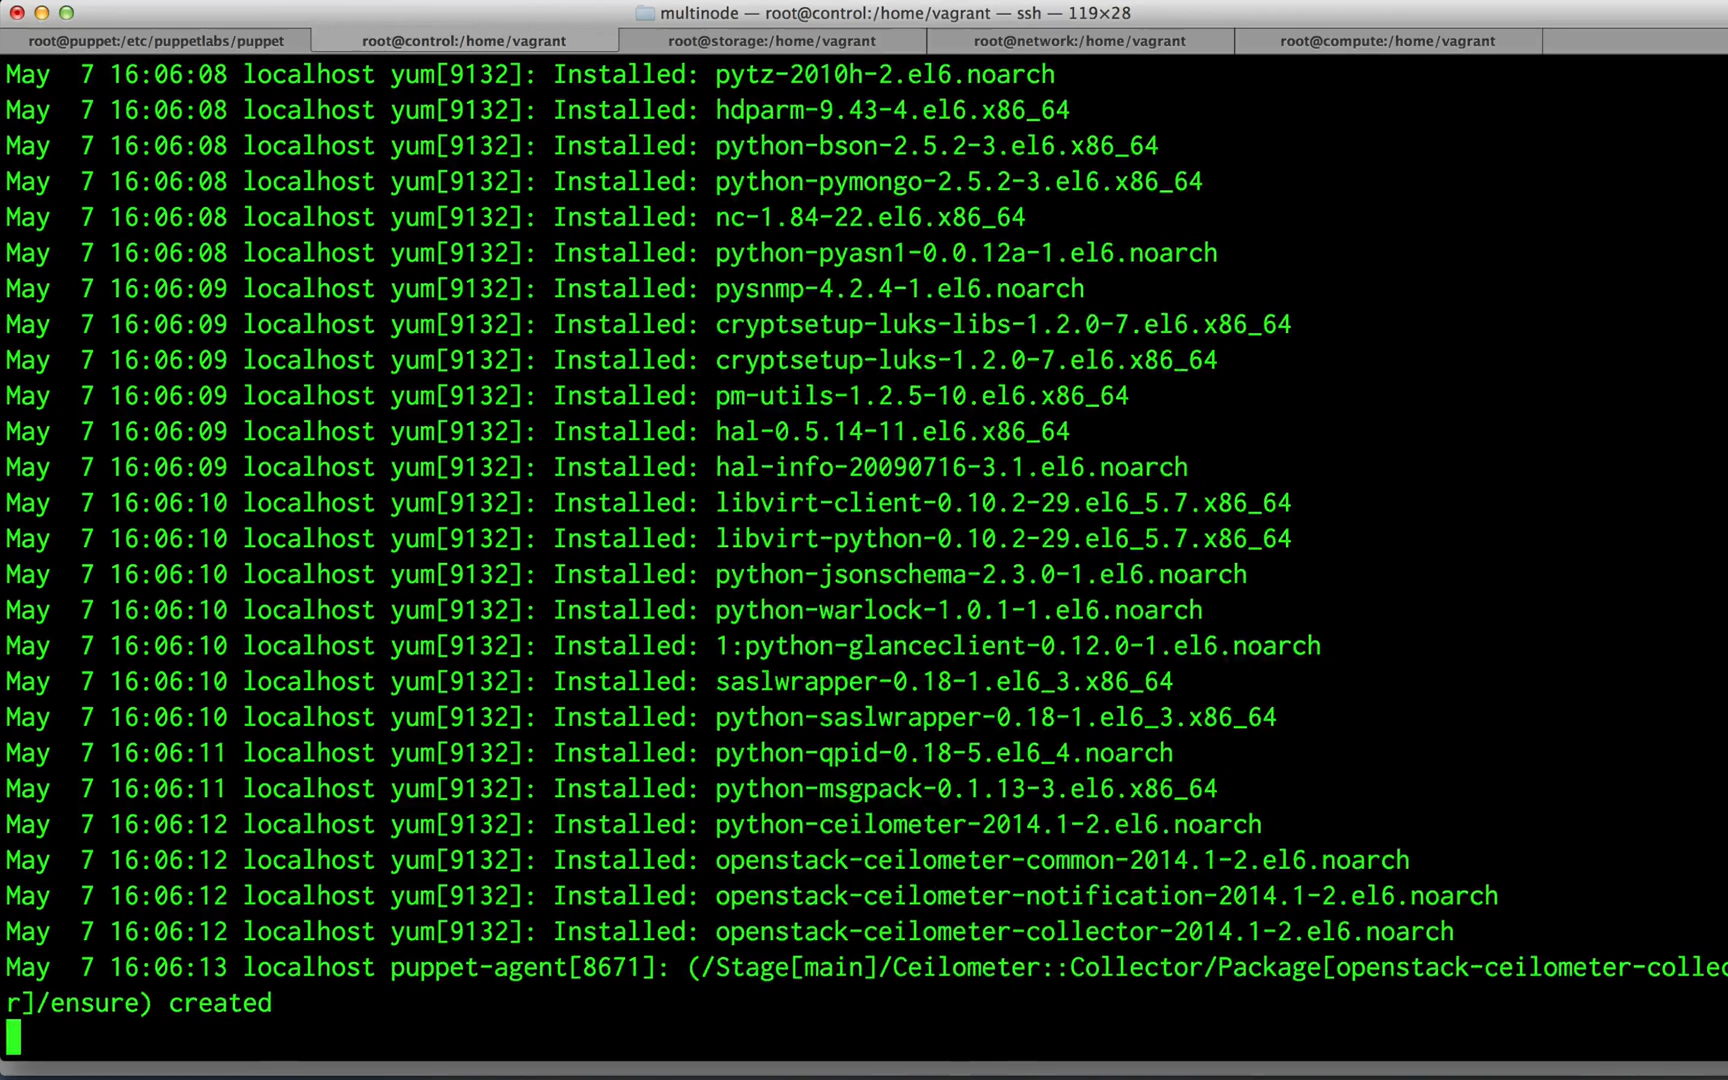 multinode — root@control:/home/vagrant — ssh — 119×28
root@puppet:/etc/puppetlabs/puppet root@control:/home/vagrant root@storage:/home/vagrant root@network:/home/vagrant root@compute:/home/vagrant
May  7 16:06:08 localhost yum[9132]: Installed: pytz-2010h-2.el6.noarch
May  7 16:06:08 localhost yum[9132]: Installed: hdparm-9.43-4.el6.x86_64
May  7 16:06:08 localhost yum[9132]: Installed: python-bson-2.5.2-3.el6.x86_64
May  7 16:06:08 localhost yum[9132]: Installed: python-pymongo-2.5.2-3.el6.x86_64
May  7 16:06:08 localhost yum[9132]: Installed: nc-1.84-22.el6.x86_64
May  7 16:06:08 localhost yum[9132]: Installed: python-pyasn1-0.0.12a-1.el6.noarch
May  7 16:06:09 localhost yum[9132]: Installed: pysnmp-4.2.4-1.el6.noarch
May  7 16:06:09 localhost yum[9132]: Installed: cryptsetup-luks-libs-1.2.0-7.el6.x86_64
May  7 16:06:09 localhost yum[9132]: Installed: cryptsetup-luks-1.2.0-7.el6.x86_64
May  7 16:06:09 localhost yum[9132]: Installed: pm-utils-1.2.5-10.el6.x86_64
May  7 16:06:09 localhost yum[9132]: Installed: hal-0.5.14-11.el6.x86_64
May  7 16:06:09 localhost yum[9132]: Installed: hal-info-20090716-3.1.el6.noarch
May  7 16:06:10 localhost yum[9132]: Installed: libvirt-client-0.10.2-29.el6_5.7.x86_64
May  7 16:06:10 localhost yum[9132]: Installed: libvirt-python-0.10.2-29.el6_5.7.x86_64
May  7 16:06:10 localhost yum[9132]: Installed: python-jsonschema-2.3.0-1.el6.noarch
May  7 16:06:10 localhost yum[9132]: Installed: python-warlock-1.0.1-1.el6.noarch
May  7 16:06:10 localhost yum[9132]: Installed: 1:python-glanceclient-0.12.0-1.el6.noarch
May  7 16:06:10 localhost yum[9132]: Installed: saslwrapper-0.18-1.el6_3.x86_64
May  7 16:06:10 localhost yum[9132]: Installed: python-saslwrapper-0.18-1.el6_3.x86_64
May  7 16:06:11 localhost yum[9132]: Installed: python-qpid-0.18-5.el6_4.noarch
May  7 16:06:11 localhost yum[9132]: Installed: python-msgpack-0.1.13-3.el6.x86_64
May  7 16:06:12 localhost yum[9132]: Installed: python-ceilometer-2014.1-2.el6.noarch
May  7 16:06:12 localhost yum[9132]: Installed: openstack-ceilometer-common-2014.1-2.el6.noarch
May  7 16:06:12 localhost yum[9132]: Installed: openstack-ceilometer-notification-2014.1-2.el6.noarch
May  7 16:06:12 localhost yum[9132]: Installed: openstack-ceilometer-collector-2014.1-2.el6.noarch
May  7 16:06:13 localhost puppet-agent[8671]: (/Stage[main]/Ceilometer::Collector/Package[openstack-ceilometer-collec
r]/ensure) created